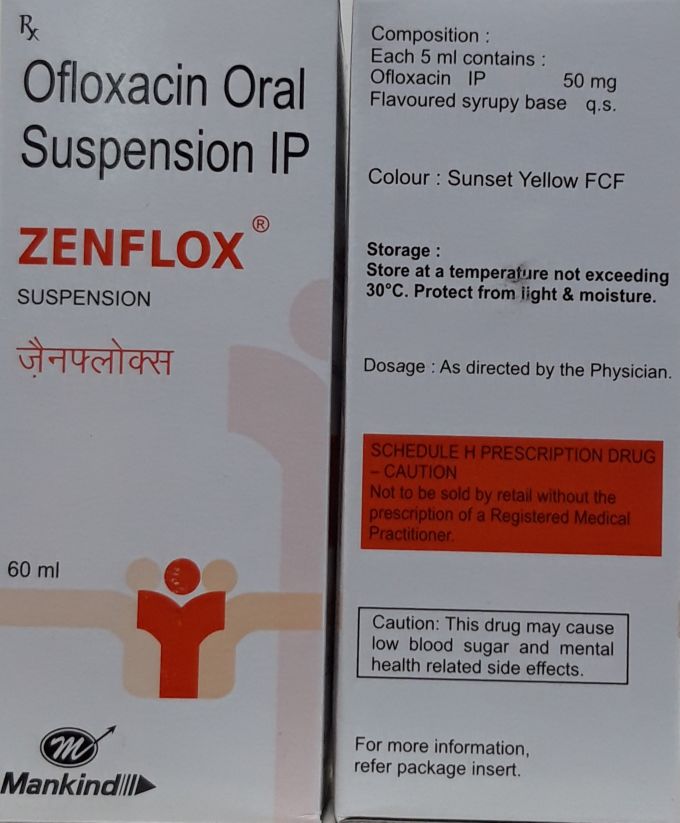 Rx
Ofloxacin Oral
Suspension IP
ZENFLOX®
SUSPENSION
ज़ैनफ्लोक्स
60 ml
m
Mankind
Composition :
Each 5 ml contains :
Ofloxacin IP 50 mg
Flavoured syrupy base q.s.
Colour : Sunset Yellow FCF
Storage :
Store at a temperature not exceeding
30°C. Protect from light & moisture.
Dosage : As directed by the Physician.
SCHEDULE H PRESCRIPTION DRUG
– CAUTION
Not to be sold by retail without the
prescription of a Registered Medical
Practitioner.
Caution: This drug may cause
low blood sugar and mental
health related side effects.
For more information,
refer package insert.